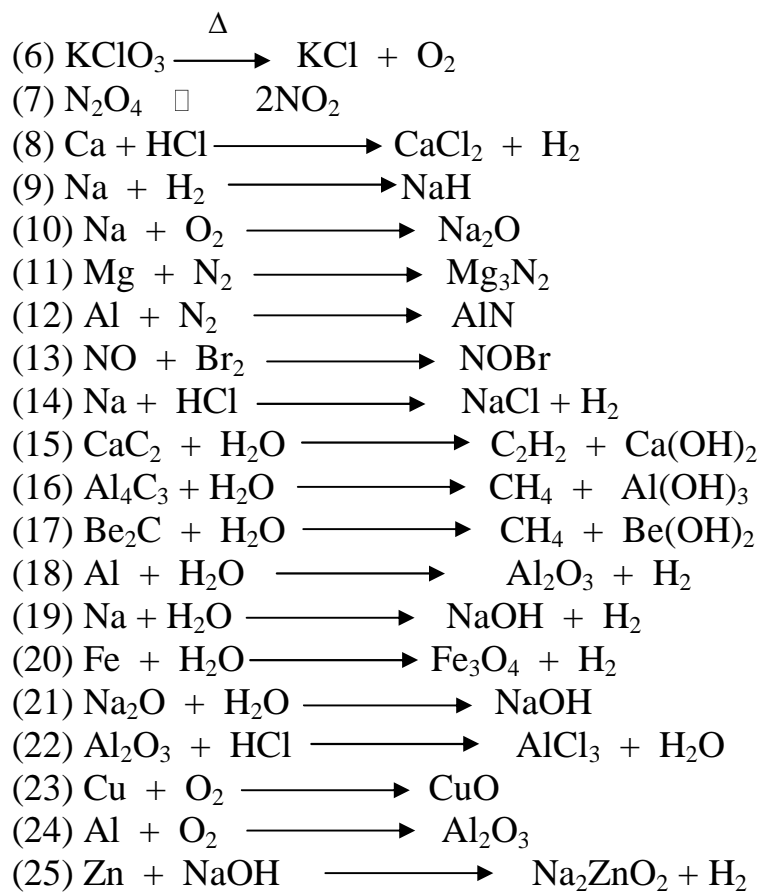 Δ
(6) KClO₃ ⟶ KCl + O₂
(7) N₂O₄ □ 2NO₂
(8) Ca + HCl ⟶ CaCl₂ + H₂
(9) Na + H₂ ⟶ NaH
(10) Na + O₂ ⟶ Na₂O
(11) Mg + N₂ ⟶ Mg₃N₂
(12) Al + N₂ ⟶ AlN
(13) NO + Br₂ ⟶ NOBr
(14) Na + HCl ⟶ NaCl + H₂
(15) CaC₂ + H₂O ⟶ C₂H₂ + Ca(OH)₂
(16) Al₄C₃ + H₂O ⟶ CH₄ + Al(OH)₃
(17) Be₂C + H₂O ⟶ CH₄ + Be(OH)₂
(18) Al + H₂O ⟶ Al₂O₃ + H₂
(19) Na + H₂O ⟶ NaOH + H₂
(20) Fe + H₂O ⟶ Fe₃O₄ + H₂
(21) Na₂O + H₂O ⟶ NaOH
(22) Al₂O₃ + HCl ⟶ AlCl₃ + H₂O
(23) Cu + O₂ ⟶ CuO
(24) Al + O₂ ⟶ Al₂O₃
(25) Zn + NaOH ⟶ Na₂ZnO₂ + H₂